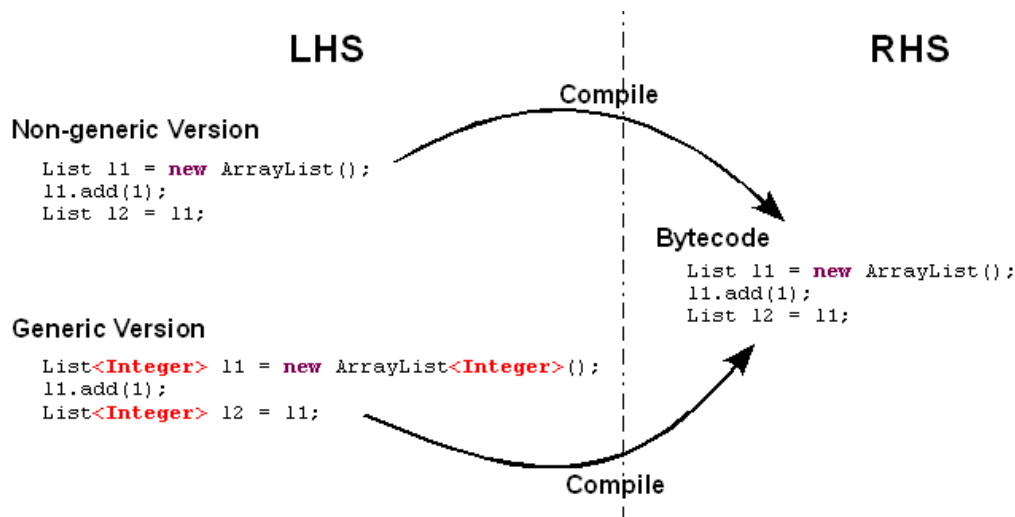 LHS
RHS
Compile
Non-generic Version
List l1 = new ArrayList();
l1.add(1);
List l2 = l1;
Bytecode
List l1 = new ArrayList();
l1.add(1);
List l2 = l1;
Generic Version
List<Integer> l1 = new ArrayList<Integer>();
l1.add(1);
List<Integer> l2 = l1;
Compile